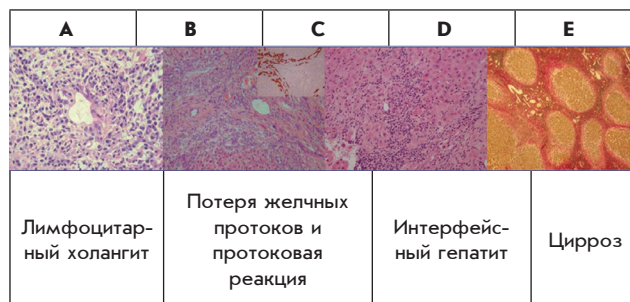 A B C D E
Лимфоцитар-
ный холангит
Потеря желчных
протоков и
протоковая
реакция
Интерфейс-
ный гепатит
Цирроз